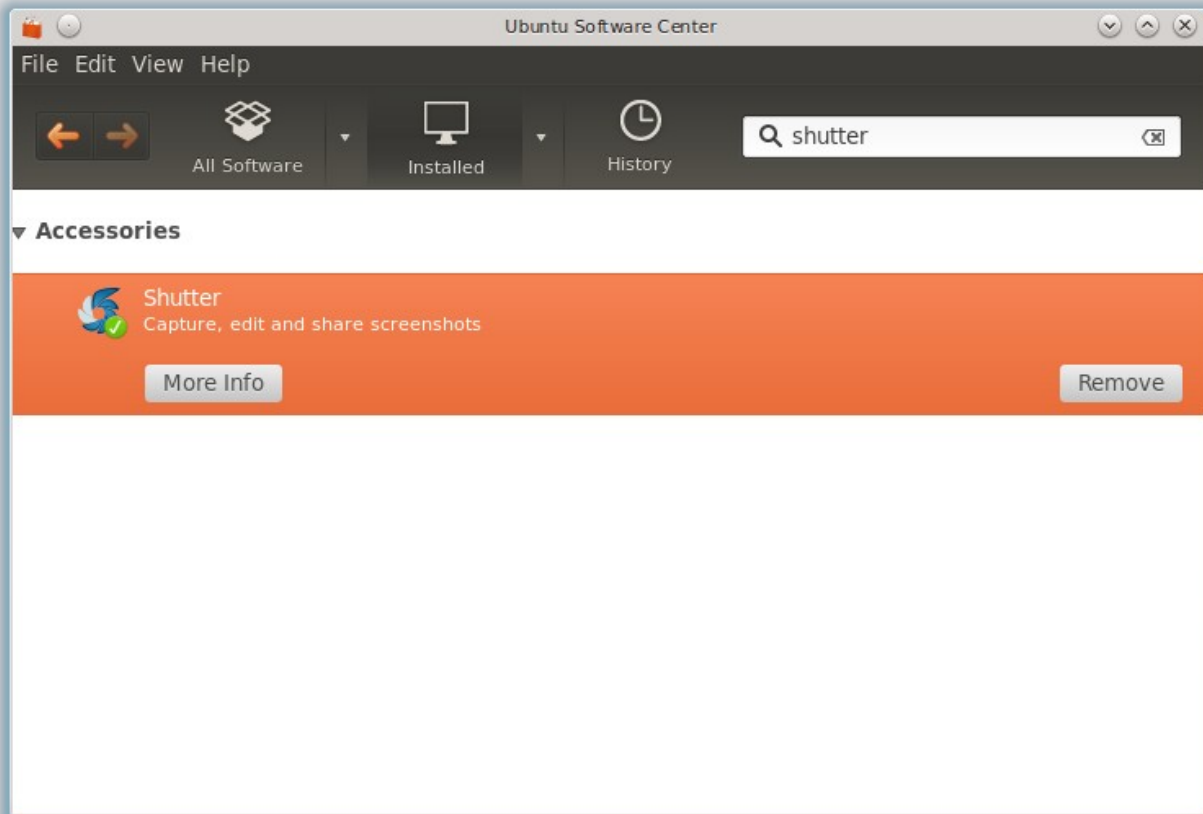 Ubuntu Software Center
File Edit View Help
All Software
Installed
History
shutter
Accessories
Shutter
Capture, edit and share screenshots
More Info
Remove